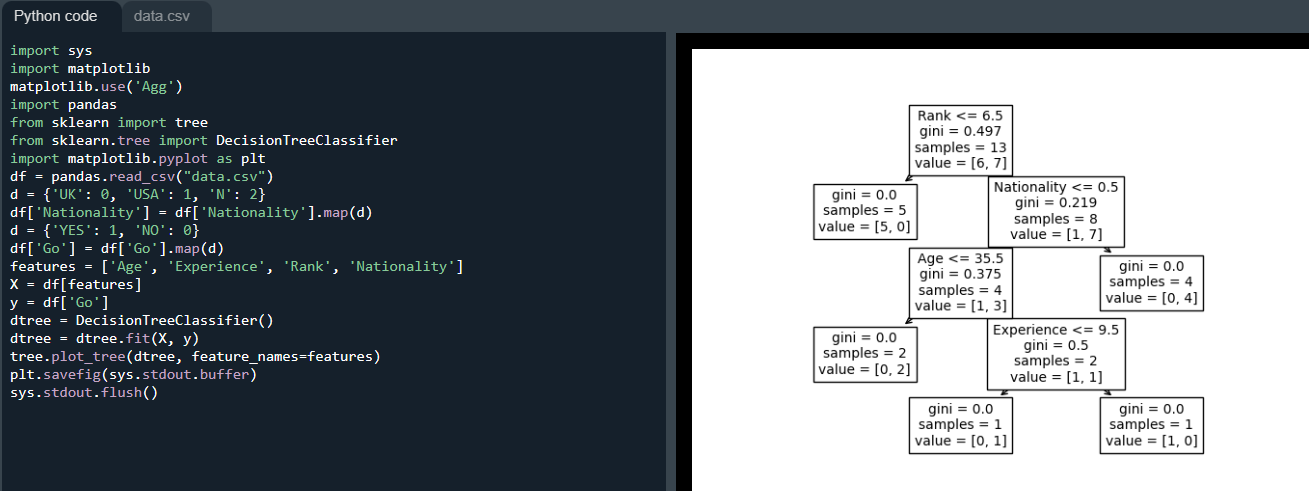 Python code
data.csv
import sys
import matplotlib
matplotlib.use('Agg')
import pandas
from sklearn import tree
from sklearn.tree import DecisionTreeClassifier
import matplotlib.pyplot as plt
df = pandas.read_csv("data.csv")
d = {'UK': 0, 'USA': 1, 'N': 2}
df['Nationality'] = df['Nationality'].map(d)
d = {'YES': 1, 'NO': 0}
df['Go'] = df['Go'].map(d)
features = ['Age', 'Experience', 'Rank', 'Nationality']
X = df[features]
y = df['Go']
dtree = DecisionTreeClassifier()
dtree = dtree.fit(X, y)
tree.plot_tree(dtree, feature_names=features)
plt.savefig(sys.stdout.buffer)
sys.stdout.flush()
Rank <= 6.5
gini = 0.497
samples = 13
value = [6, 7]
gini = 0.0
samples = 5
value = [5, 0]
Nationality <= 0.5
gini = 0.219
samples = 8
value = [1, 7]
Age <= 35.5
gini = 0.375
samples = 4
value = [1, 3]
gini = 0.0
samples = 4
value = [0, 4]
gini = 0.0
samples = 2
value = [0, 2]
Experience <= 9.5
gini = 0.5
samples = 2
value = [1, 1]
gini = 0.0
samples = 1
value = [0, 1]
gini = 0.0
samples = 1
value = [1, 0]